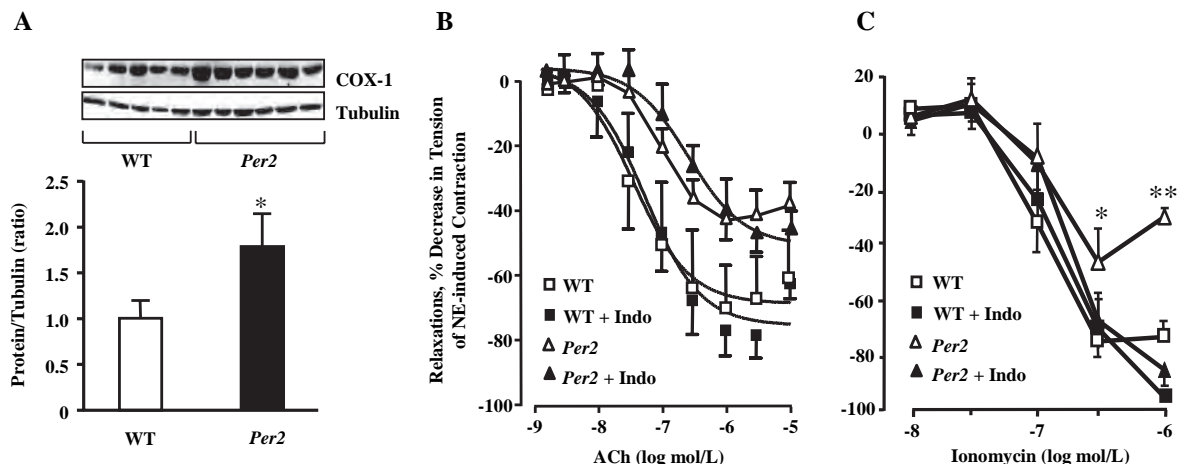 A
COX-1
Tubulin
WT
Per2
Protein/Tubulin (ratio)
2.5
2.0
1.5
1.0
0.5
0
*
WT
Per2
B
Relaxations, % Decrease in Tension
of NE-induced Contraction
0
-20
-40
-60
-80
-100
WT
WT + Indo
Per2
Per2 + Indo
-9
-8
-7
-6
-5
ACh (log mol/L)
C
20
0
-20
-40
-60
-80
-100
*
**
WT
WT + Indo
Per2
Per2 + Indo
-8
-7
-6
Ionomycin (log mol/L)